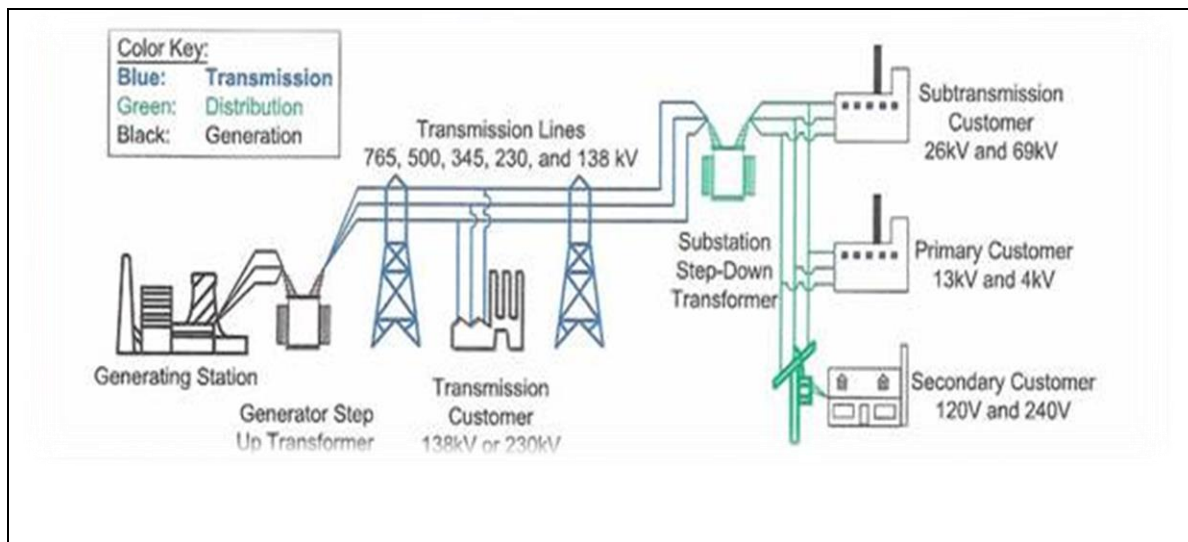 Color Key:
Blue: Transmission
Green: Distribution
Black: Generation
Transmission Lines
765, 500, 345, 230, and 138 kV
Subtransmission
Customer
26kV and 69kV
Substation
Step-Down
Transformer
Primary Customer
13kV and 4kV
Generating Station
Generator Step
Up Transformer
Transmission
Customer
138kV or 230kV
Secondary Customer
120V and 240V